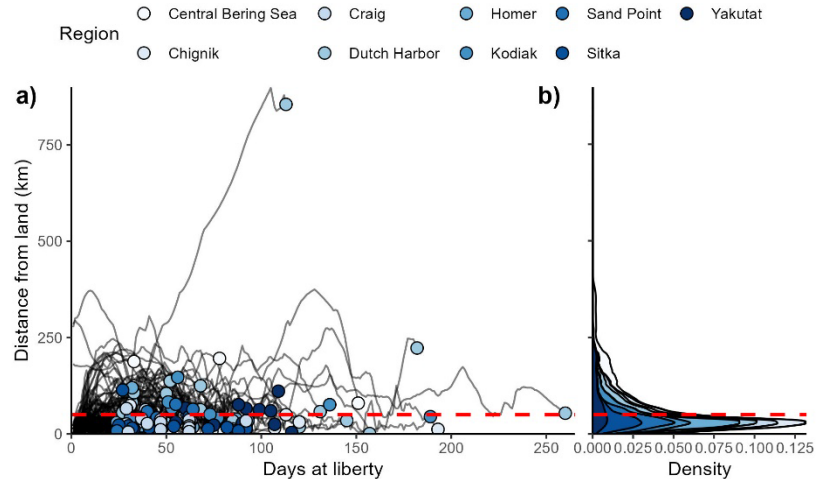 Region
Central Bering Sea
Craig
Homer
Sand Point
Yakutat
Chignik
Dutch Harbor
Kodiak
Sitka
a)
b)
Distance from land (km)
750
500
250
0
0
50
100
150
200
250
Days at liberty
0.000
0.025
0.050
0.075
0.100
0.125
Density